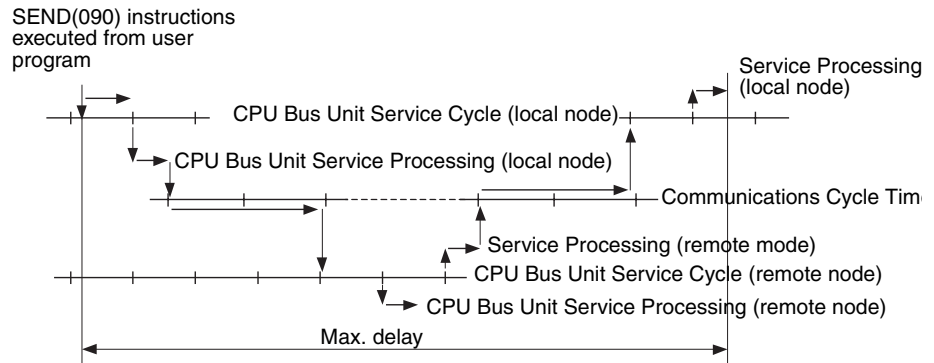 SEND(090) instructions
executed from user
program
Service Processing
(local node)
CPU Bus Unit Service Cycle (local node)
CPU Bus Unit Service Processing (local node)
Communications Cycle Tim
Service Processing (remote mode)
CPU Bus Unit Service Cycle (remote node)
CPU Bus Unit Service Processing (remote node)
Max. delay